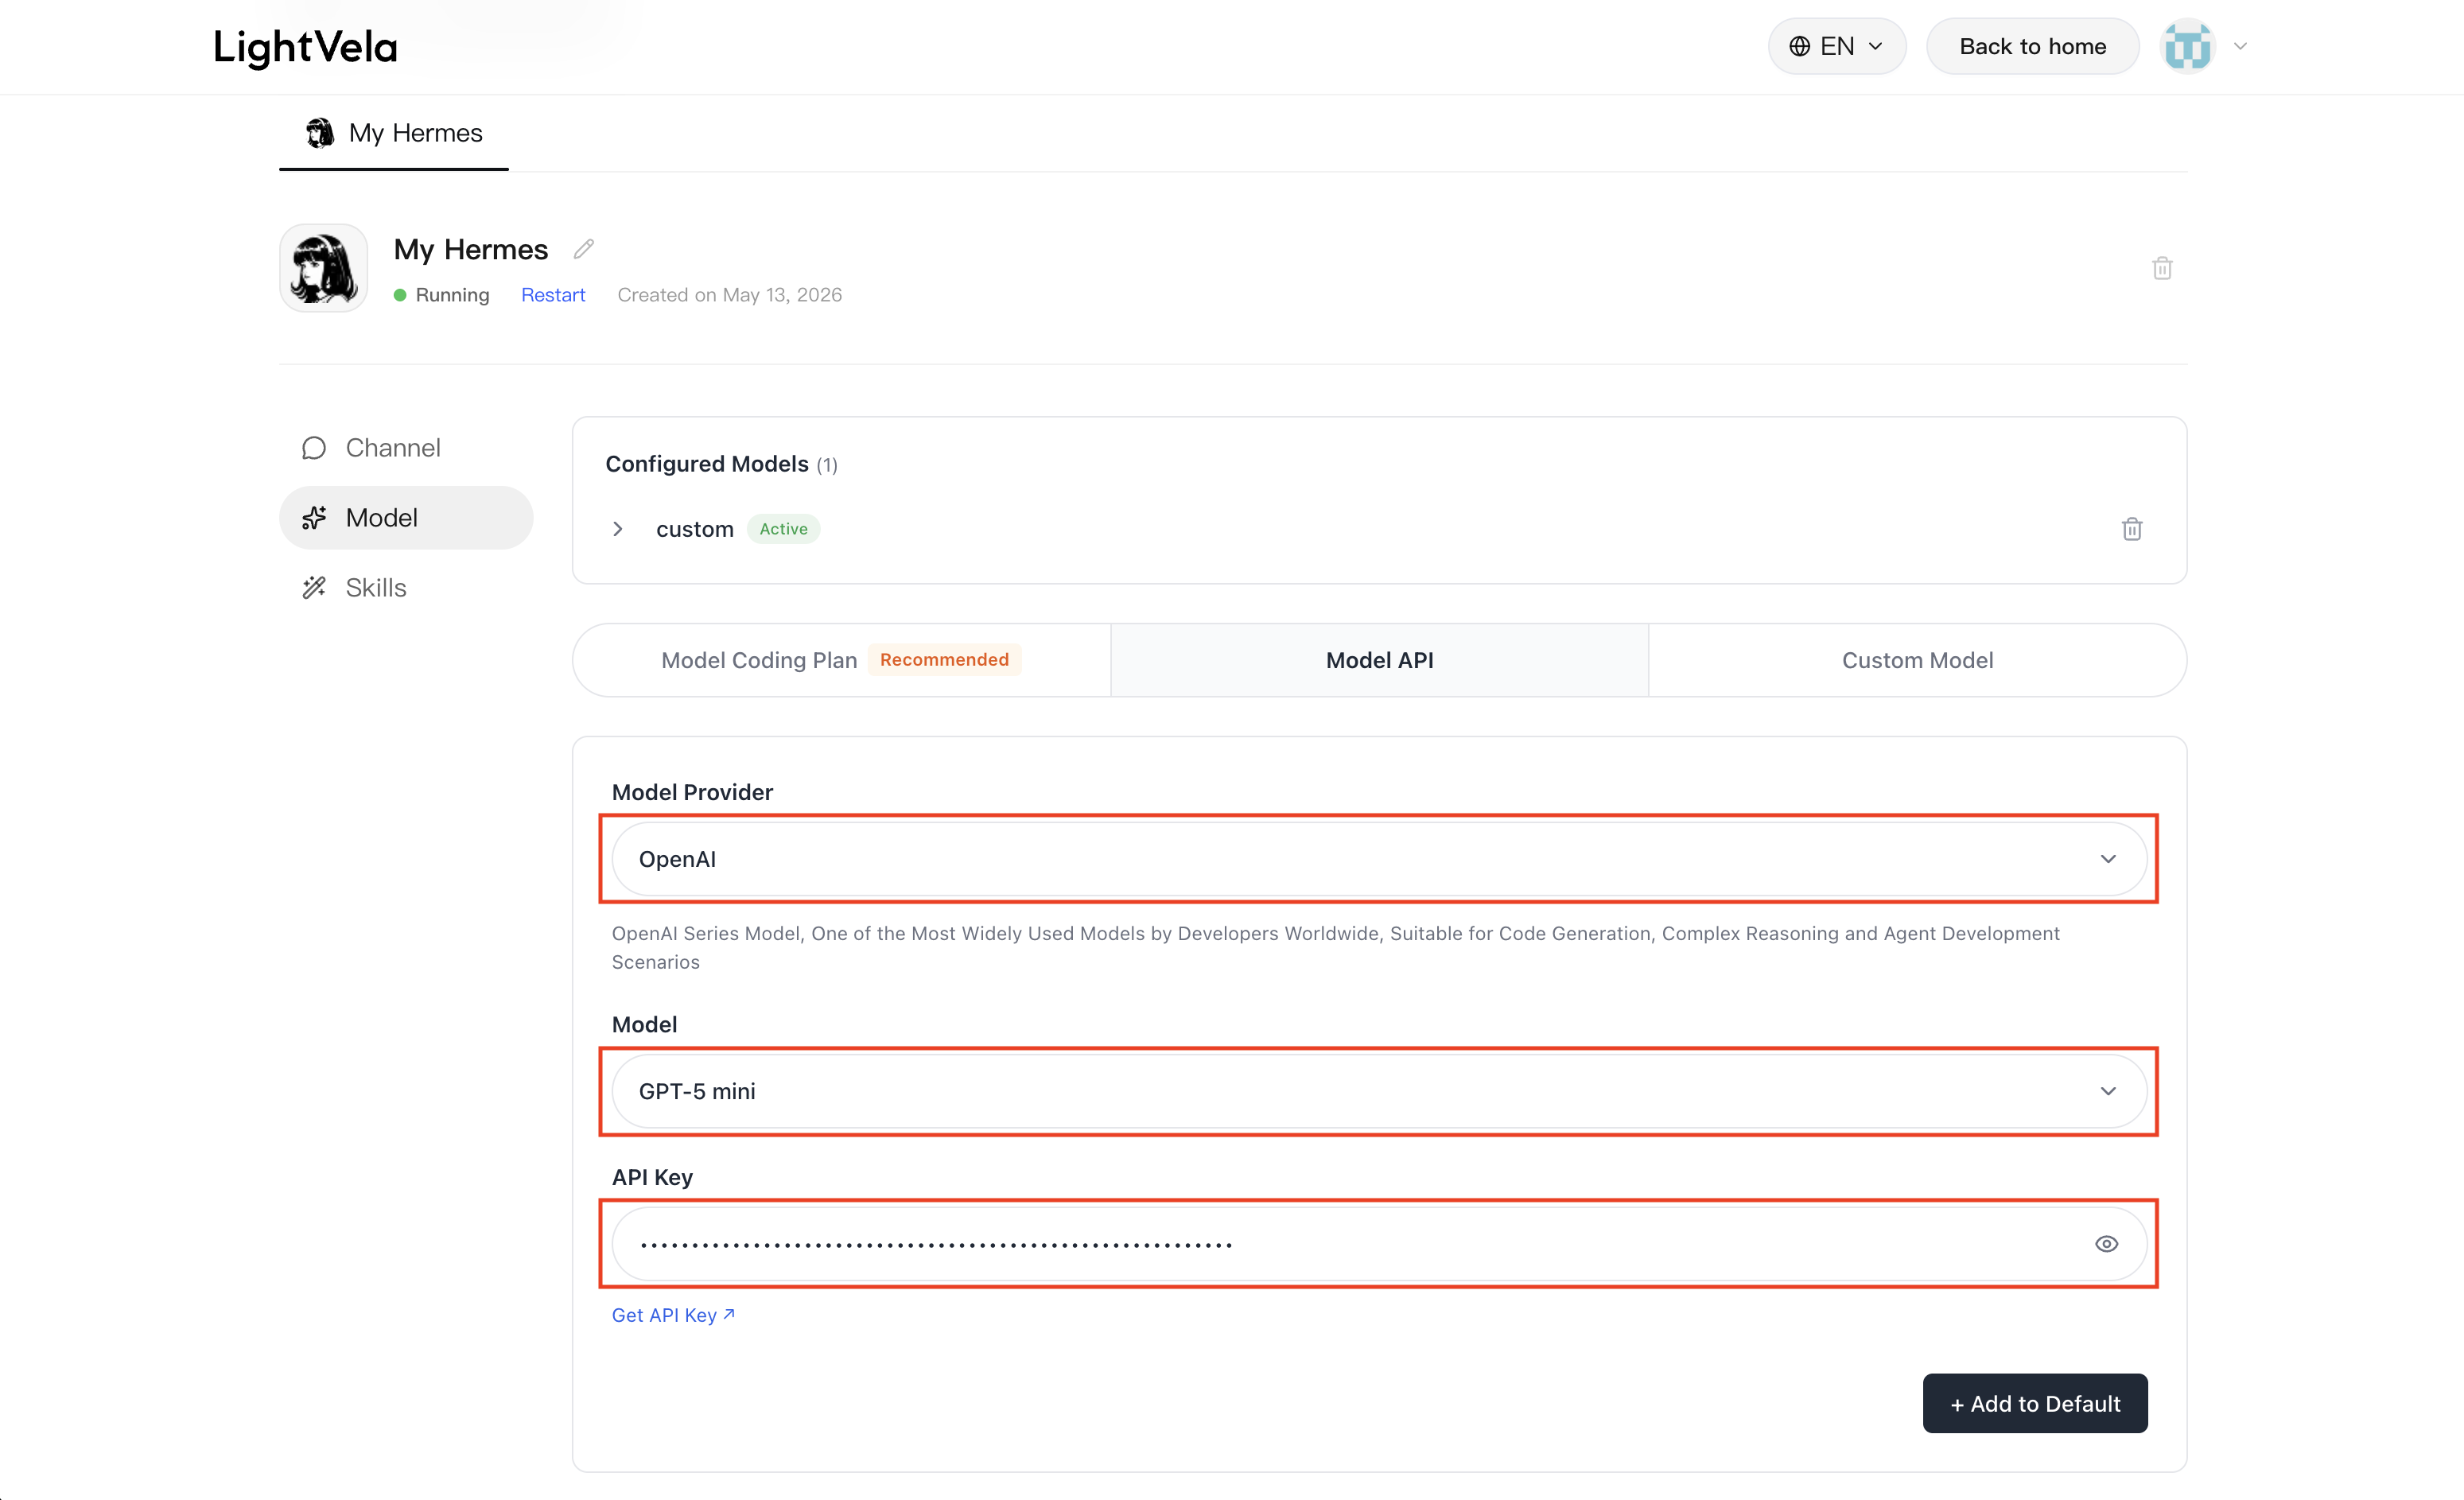 LightVela
EN
Back to home
My Hermes
My Hermes
Running
Restart
Created on May 13, 2026
Channel
Model
Skills
Configured Models (1)
custom
Active
Model Coding Plan
Recommended
Model API
Custom Model
Model Provider
OpenAI
OpenAI Series Model, One of the Most Widely Used Models by Developers Worldwide, Suitable for Code Generation, Complex Reasoning and Agent Development
Scenarios
Model
GPT-5 mini
API Key
Get API Key ↗
+ Add to Default